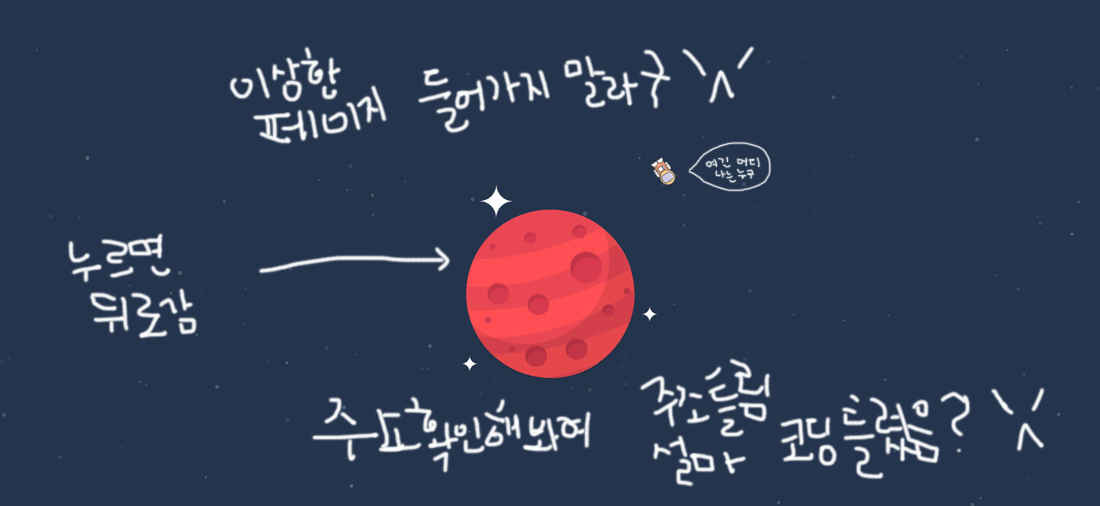 이상한
페이지 들어가지 말라구
여긴 머디
나는 누구
누르면
뒤로감
주소확인해봐여
주소틀림
설마 코딩틀렸음?